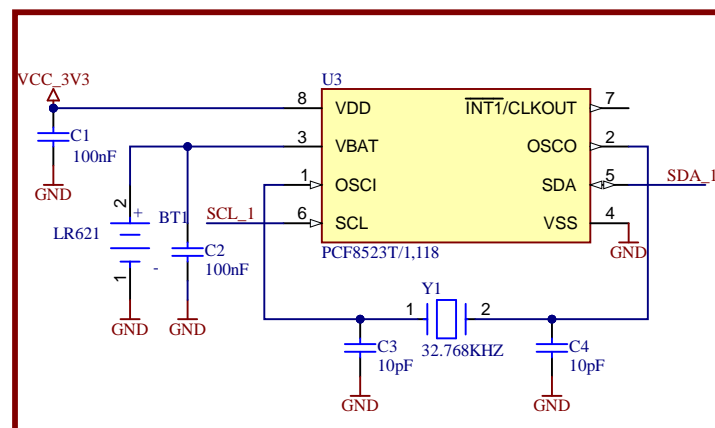 VCC_3V3
U3
8
VDD
INT1/CLKOUT
7
C1
100nF
3
VBAT
OSCO
2
GND
1
OSCI
SDA
5
SDA_1
2
+
BT1
SCL_1
6
SCL
VSS
4
LR621
C2
100nF
PCF8523T/1,118
GND
1
-
Y1
1
2
GND
GND
C3
10pF
32.768KHZ
C4
10pF
GND
GND